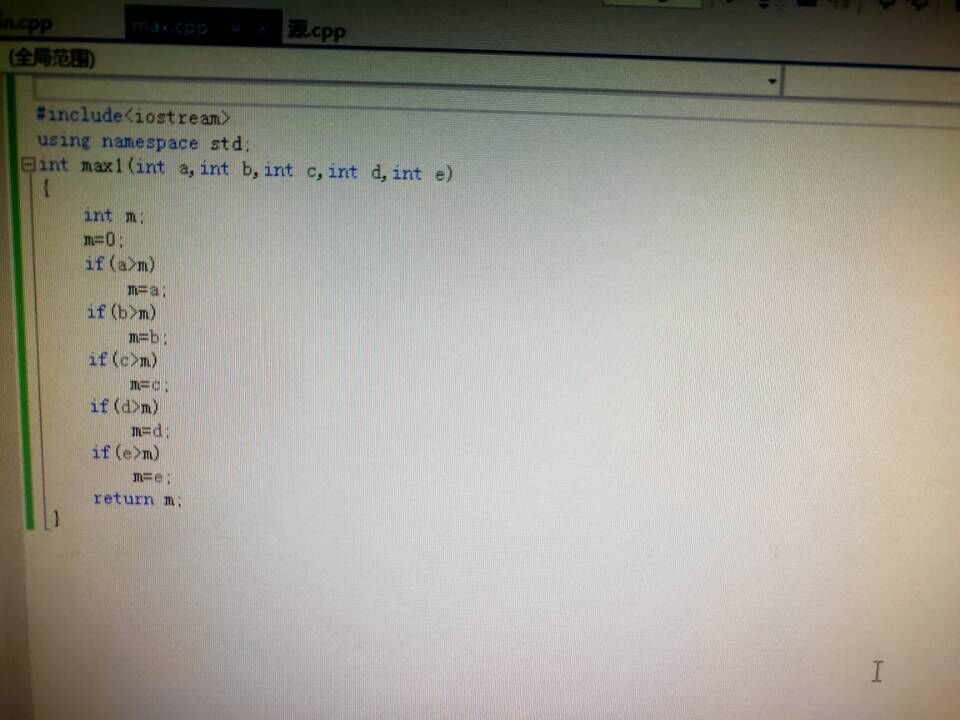 in.cpp max.cpp 源.cpp
(全局范围)
#include<iostream>
using namespace std;
int max1(int a,int b,int c,int d,int e)
{
int m;
m=0;
if(a>m)
m=a;
if(b>m)
m=b;
if(c>m)
m=c;
if(d>m)
m=d;
if(e>m)
m=e;
return m;
}